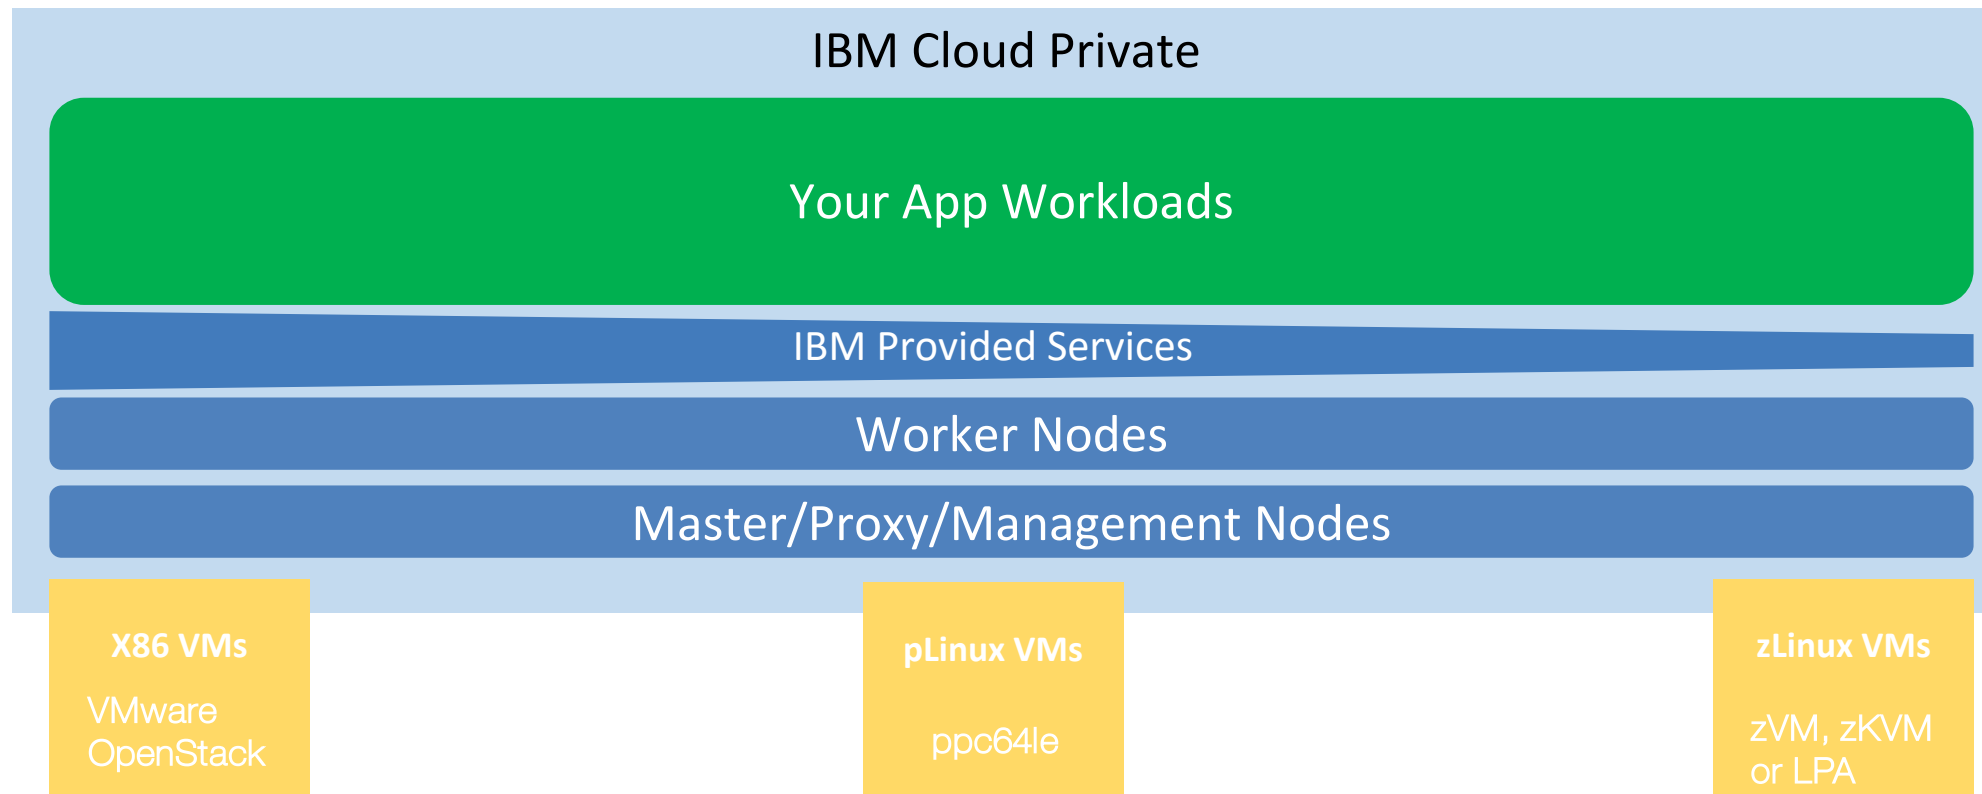 IBM Cloud Private
Your App Workloads
IBM Provided Services
Worker Nodes
Master/Proxy/Management Nodes
X86 VMs
VMware
OpenStack
pLinux VMs
ppc64le
zLinux VMs
zVM, zKVM
or LPA